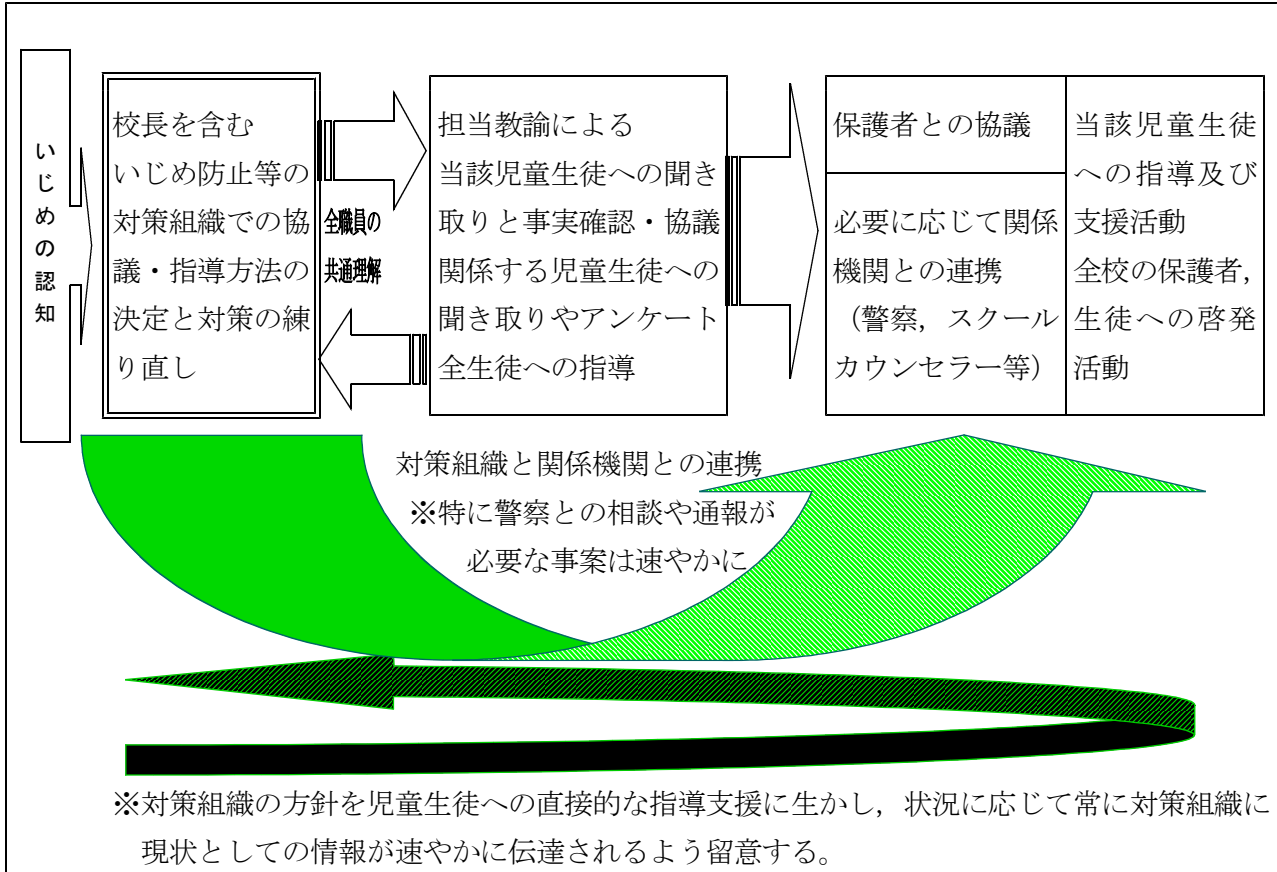 いじめの認知
校長を含む
いじめ防止等の
対策組織での協
議・指導方法の
決定と対策の練
り直し
全職員の
共通理解
担当教諭による
当該児童生徒への聞き
取りと事実確認・協議
関係する児童生徒への
聞き取りやアンケート
全生徒への指導
保護者との協議
必要に応じて関係
機関との連携
（警察，スクール
カウンセラー等）
当該児童生徒
への指導及び
支援活動
全校の保護者，
生徒への啓発
活動
対策組織と関係機関との連携
※特に警察との相談や通報が
必要な事案は速やかに
※対策組織の方針を児童生徒への直接的な指導支援に生かし，状況に応じて常に対策組織に
現状としての情報が速やかに伝達されるよう留意する。